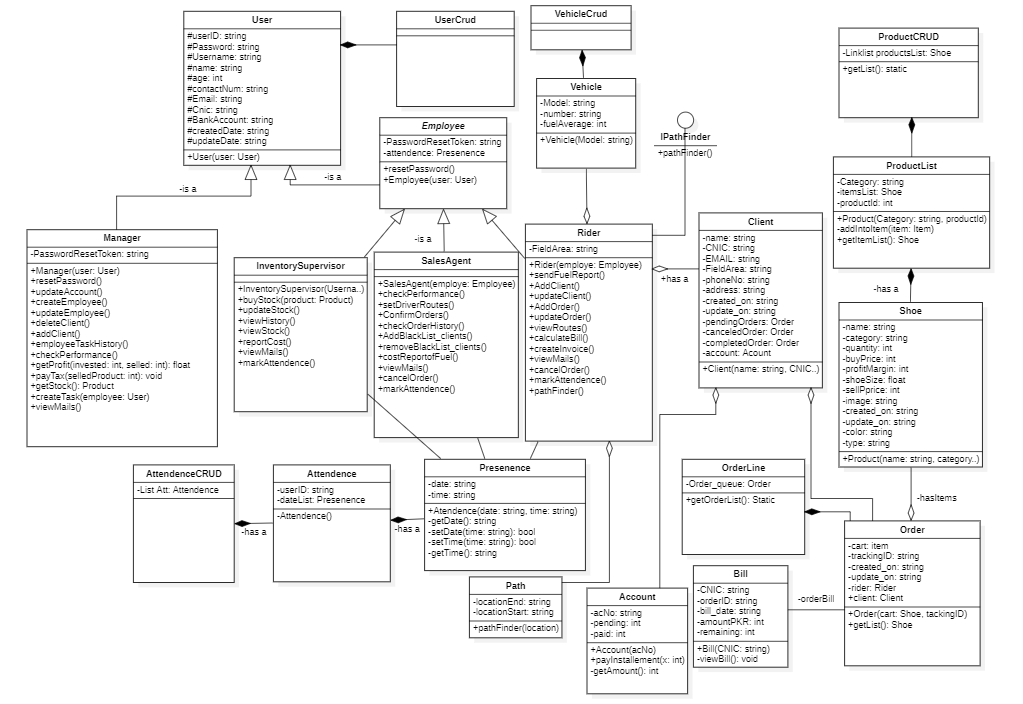 User
#userID: string
#Password: string
#Username: string
#name: string
#age: int
#contactNum: string
#Email: string
#Cnic: string
#BankAccount: string
#createdDate: string
#updateDate: string
+User(user: User)
UserCrud
VehicleCrud
ProductCRUD
-Linklist productsList: Shoe
+getList(): static
Vehicle
-Model: string
-number: string
-fuelAverage: int
+Vehicle(Model: string)
Employee
-PasswordResetToken: string
-attendence: Presenence
+resetPassword()
+Employee(user: User)
IPathFinder
+pathFinder()
ProductList
-Category: string
-itemsList: Shoe
-productId: int
+Product(Category: string, productId)
-addIntoItem(item: Item)
+getItemList(): Shoe
-is a
-is a
-is a
Manager
-PasswordResetToken: string
+Manager(user: User)
+resetPassword()
+updateAccount()
+createEmployee()
+updateEmployee()
+deleteClient()
+addClient()
+employeeTaskHistory()
+checkPerformance()
+getProfit(invested: int, selled: int): float
+payTax(selledProduct: int): void
+getStock(): Product
+createTask(employee: User)
+viewMails()
InventorySupervisor
+InventorySupervisor(Userna..)
+buyStock(product: Product)
+updateStock()
+viewHistory()
+viewStock()
+reportCost()
+viewMails()
+markAttendence()
SalesAgent
+SalesAgent(employe: Employee)
+checkPerformance()
+setDriverRoutes()
+ConfirmOrders()
+checkOrderHistory()
+AddBlackList_clients()
+removeBlackList_clients()
+costReportofFuel()
+viewMails()
+cancelOrder()
+markAttendence()
Rider
-FieldArea: string
+Rider(employe: Employee)
+sendFuelReport()
+AddClient()
+updateClient()
+AddOrder()
+updateOrder()
+viewRoutes()
+calculateBill()
+createInvoice()
+viewMails()
+cancelOrder()
+markAttendence()
+pathFinder()
+has a
Client
-name: string
-CNIC: string
-EMAIL: string
-FieldArea: string
-phoneNo: string
-address: string
-created_on: string
-update_on: string
-pendingOrders: Order
-canceledOrder: Order
-completedOrder: Order
-account: Acount
+Client(name: string, CNIC..)
-has a
Shoe
-name: string
-category: string
-quantity: int
-buyPrice: int
-profitMargin: int
-shoeSize: float
-sellPprice: int
-image: string
-created_on: string
-update_on: string
-color: string
-type: string
+Product(name: string, category..)
-hasItems
AttendenceCRUD
-List Att: Attendence
-has a
Attendence
-userID: string
-dateList: Presenence
-Attendence()
-has a
Presenence
-date: string
-time: string
+Atendence(date: string, time: string)
-getDate(): string
-setDate(time: string): bool
-setTime(time: string): bool
-getTime(): string
OrderLine
-Order_queue: Order
+getOrderList(): Static
Order
-cart: item
-trackingID: string
-created_on: string
-update_on: string
-rider: Rider
+client: Client
+Order(cart: Shoe, tackingID)
+getList(): Shoe
Path
-locationEnd: string
-locationStart: string
+pathFinder(location)
Account
-acNo: string
-pending: int
-paid: int
+Account(acNo)
+payInstallement(x: int)
-getAmount(): int
Bill
-CNIC: string
-orderID: string
-bill_date: string
-amountPKR: int
-remaining: int
+Bill(CNIC: string)
-viewBill(): void
-orderBill